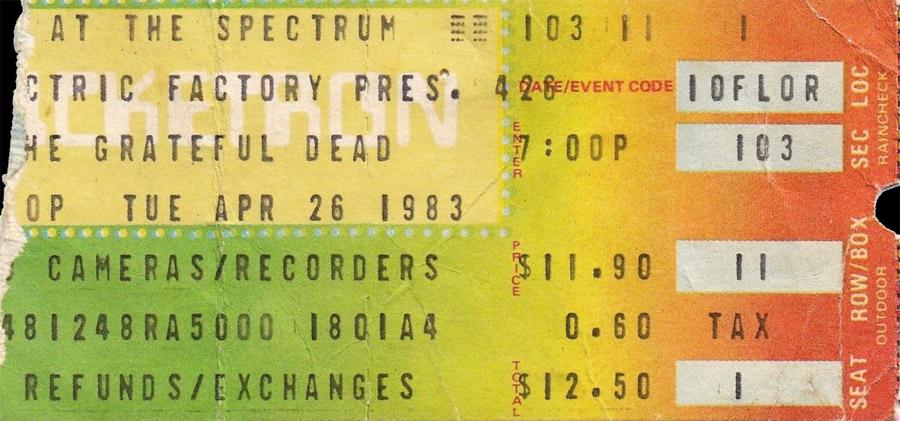 AT THE SPECTRUM 103 11 1
CTRIC FACTORY PRES. 426 DATE/EVENT CODE 10FLOR
HE GRATEFUL DEAD ENTER 7:00P 103
OP TUE APR 26 1983
CAMERAS/RECORDERS PRICE $11.90 11
481248RA5000 1801A4 0.60 TAX
REFUNDS/EXCHANGES TOTAL $12.50 1
SEC LOC
RAINCHECK
ROW/BOX
OUTDOOR
SEAT